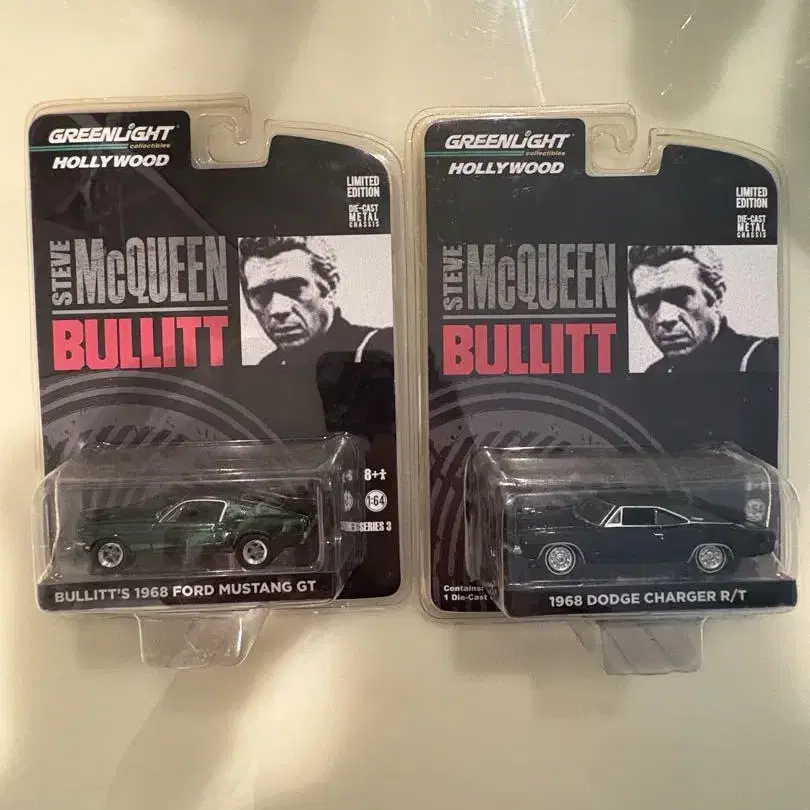 GREENLiGHT
collectibles
HOLLYWOOD
LIMITED
EDITION
DIE-CAST
METAL
CHASSIS
STEVE
McQUEEN
BULLITT
8+
1:64
SERIES 3
BULLITT'S 1968 FORD MUSTANG GT
GREENLiGHT
collectibles
HOLLYWOOD
LIMITED
EDITION
DIE-CAST
METAL
CHASSIS
STEVE
McQUEEN
BULLITT
Contains:
1 Die-Cast
1968 DODGE CHARGER R/T